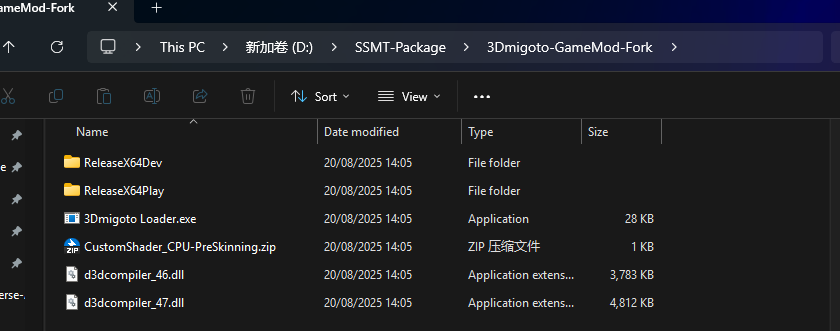 ameMod-Fork
This PC > 新加卷 (D:) > SSMT-Package > 3Dmigoto-GameMod-Fork >
Sort View
Name Date modified Type Size
ReleaseX64Dev 20/08/2025 14:05 File folder
ReleaseX64Play 20/08/2025 14:05 File folder
3Dmigoto Loader.exe 20/08/2025 14:05 Application 28 KB
ZIP CustomShader_CPU-PreSkinning.zip 20/08/2025 14:05 ZIP 压缩文件 1 KB
d3dcompiler_46.dll 20/08/2025 14:05 Application extens... 3,783 KB
d3dcompiler_47.dll 20/08/2025 14:05 Application extens... 4,812 KB
erse-